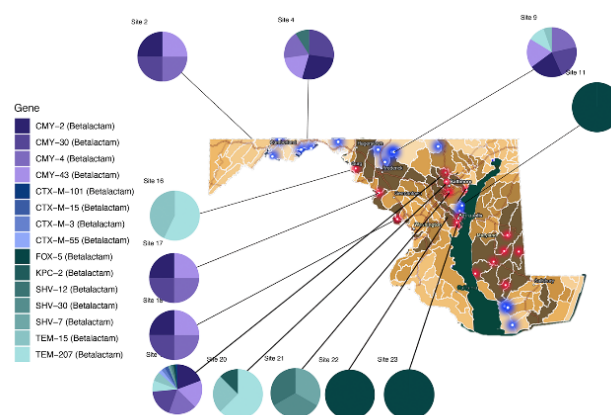 Site 2
Site 4
Site 9
Site 11
Gene
CMY-2 (Betalactam)
CMY-30 (Betalactam)
CMY-4 (Betalactam)
CMY-43 (Betalactam)
CTX-M-101 (Betalactam)
CTX-M-15 (Betalactam)
CTX-M-3 (Betalactam)
CTX-M-55 (Betalactam)
FOX-5 (Betalactam)
KPC-2 (Betalactam)
SHV-12 (Betalactam)
SHV-30 (Betalactam)
SHV-7 (Betalactam)
TEM-15 (Betalactam)
TEM-207 (Betalactam)
Site 16
Site 17
Site 18
Site 20
Site 21
Site 22
Site 23